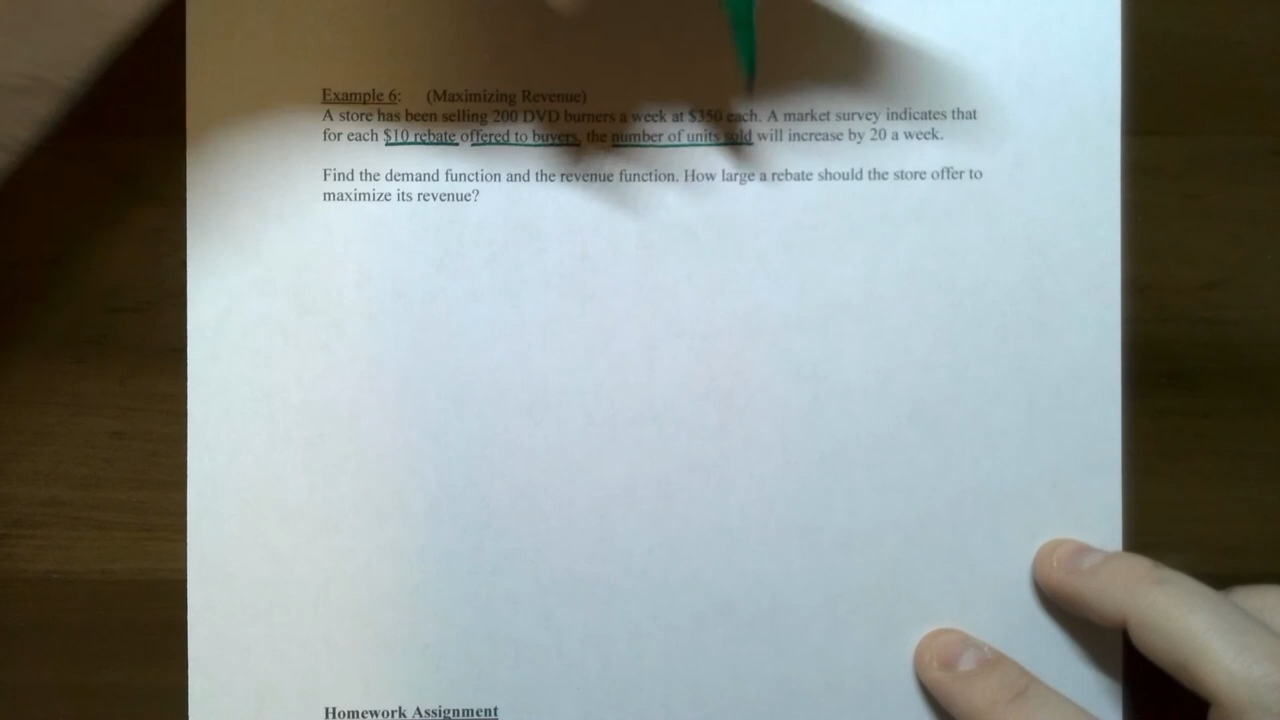 Example 6: (Maximizing Revenue)
A store has been selling 200 DVD burners a week at $350 each. A market survey indicates that
for each $10 rebate offered to buyers, the number of units sold will increase by 20 a week.
Find the demand function and the revenue function. How large a rebate should the store offer to
maximize its revenue?
Homework Assignment